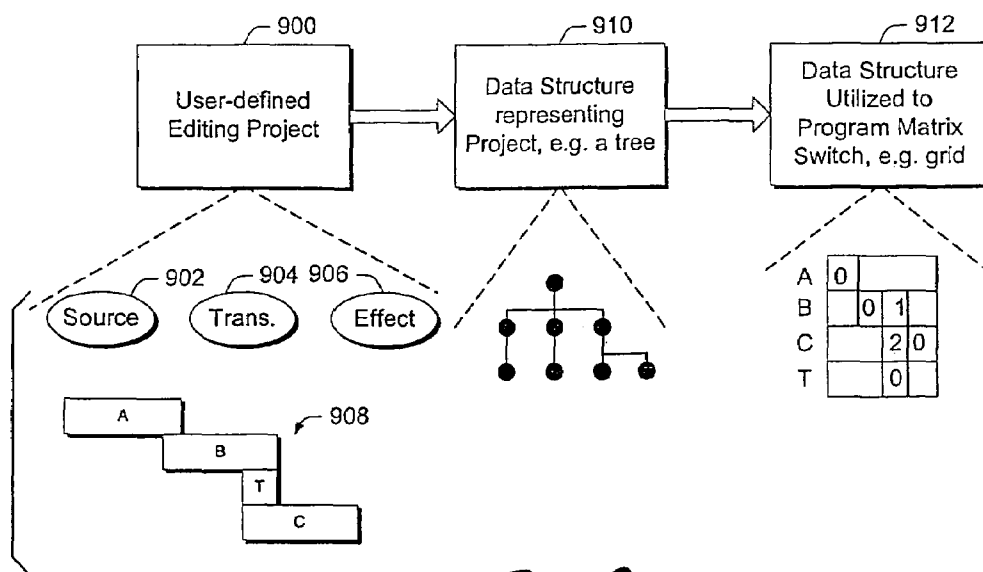 900
910
912
User-defined
Editing Project
Data Structure
representing
Project, e.g. a tree
Data Structure
Utilized to
Program Matrix
Switch, e.g. grid
902
904
906
Source
Trans.
Effect
A
B
T
C
908
A 0
B 0 1
C 2 0
T 0